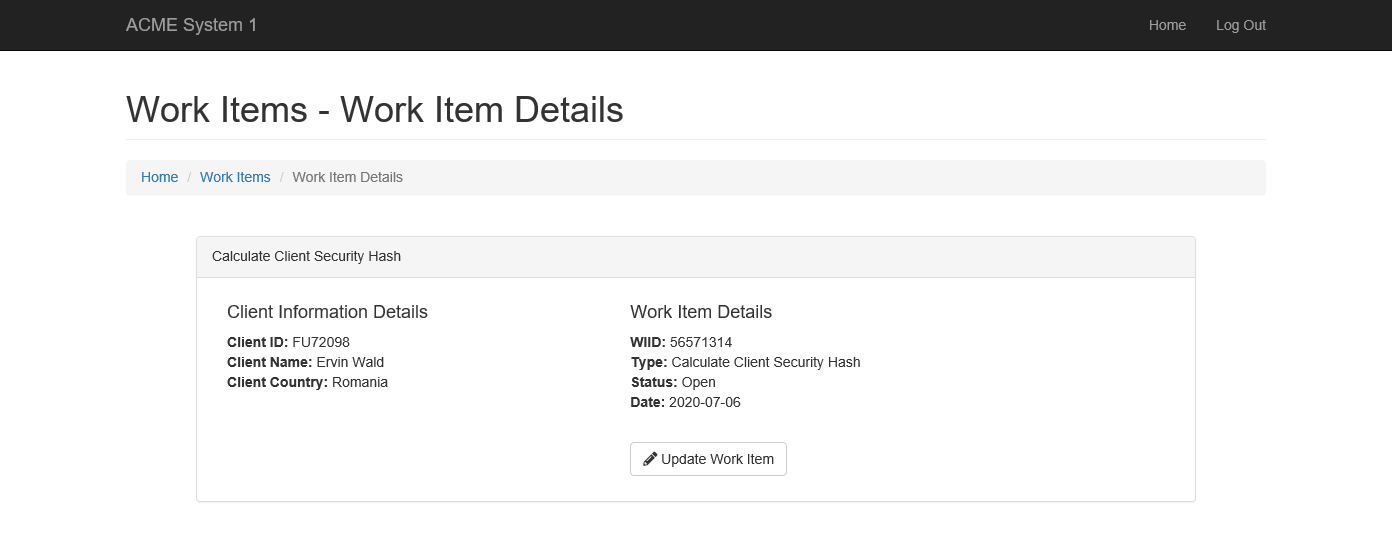 ACME System 1
Home
Log Out
Work Items - Work Item Details
Home / Work Items / Work Item Details
Calculate Client Security Hash
Client Information Details
Client ID: FU72098
Client Name: Ervin Wald
Client Country: Romania
Work Item Details
WIID: 56571314
Type: Calculate Client Security Hash
Status: Open
Date: 2020-07-06
Update Work Item